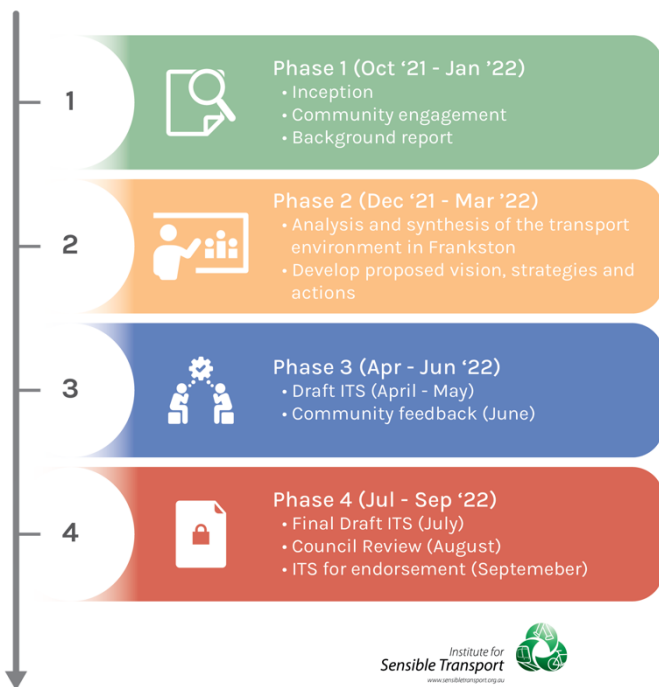 1
Phase 1 (Oct ‘21 - Jan ’22)
• Inception
• Community engagement
• Background report
2
Phase 2 (Dec ‘21 - Mar ’22)
• Analysis and synthesis of the transport
environment in Frankston
• Develop proposed vision, strategies and
actions
3
Phase 3 (Apr - Jun ‘22)
• Draft ITS (April - May)
• Community feedback (June)
4
Phase 4 (Jul - Sep ‘22)
• Final Draft ITS (July)
• Council Review (August)
• ITS for endorsement (Septemeber)
Institute for
Sensible Transport
www.sensibletransport.org.au